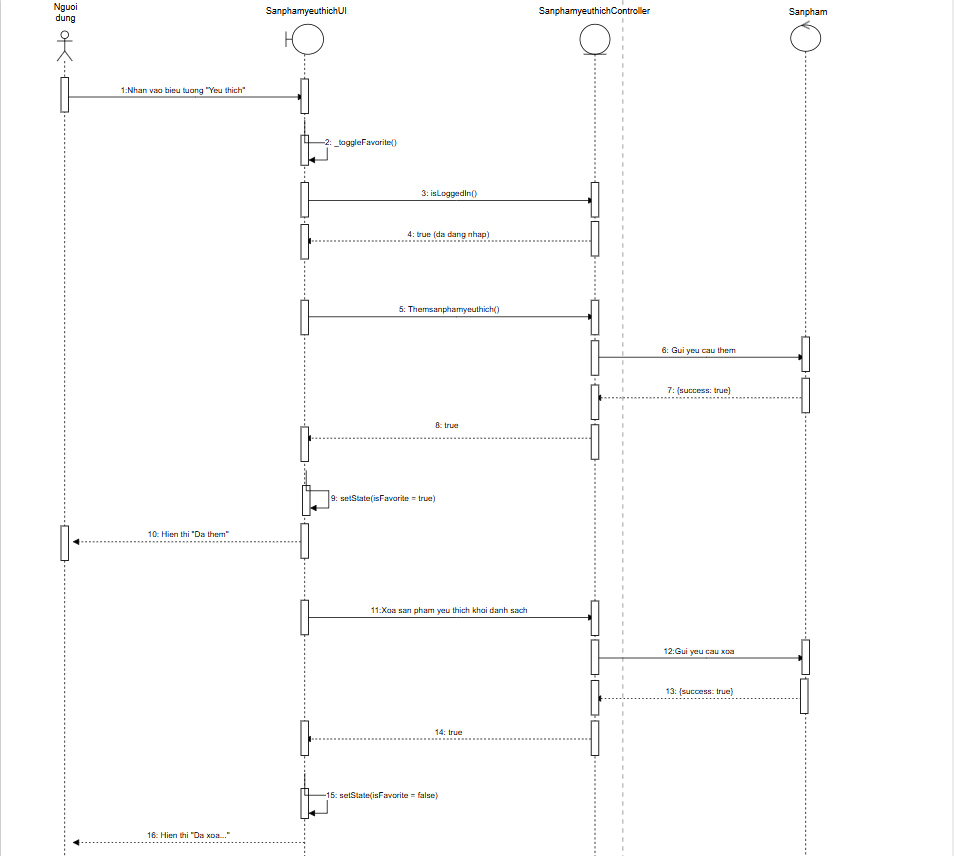 Nguoi
dung
SanphamyeuthichUI
SanphamyeuthichController
Sanpham
1:Nhan vao bieu tuong "Yeu thich"
2: _toggleFavorite()
3: isLoggedIn()
4: true (da dang nhap)
5: Themsanphamyeuthich()
6: Gui yeu cau them
7: {success: true}
8: true
9: setState(isFavorite = true)
10: Hien thi "Da them"
11:Xoa san pham yeu thich khoi danh sach
12:Gui yeu cau xoa
13: {success: true}
14: true
15: setState(isFavorite = false)
16: Hien thi "Da xoa..."